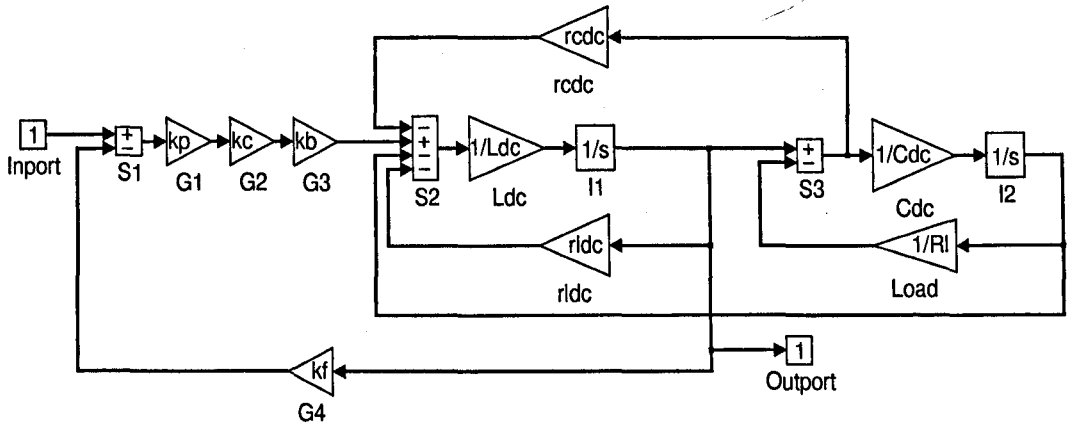 rcdc
rcdc
1
Inport
+
−
S1
kp
G1
kc
G2
kb
G3
−
+
−
−
S2
1/Ldc
Ldc
1/s
I1
+
−
S3
1/Cdc
Cdc
1/s
I2
rldc
rldc
1/Rl
Load
1
Outport
kf
G4